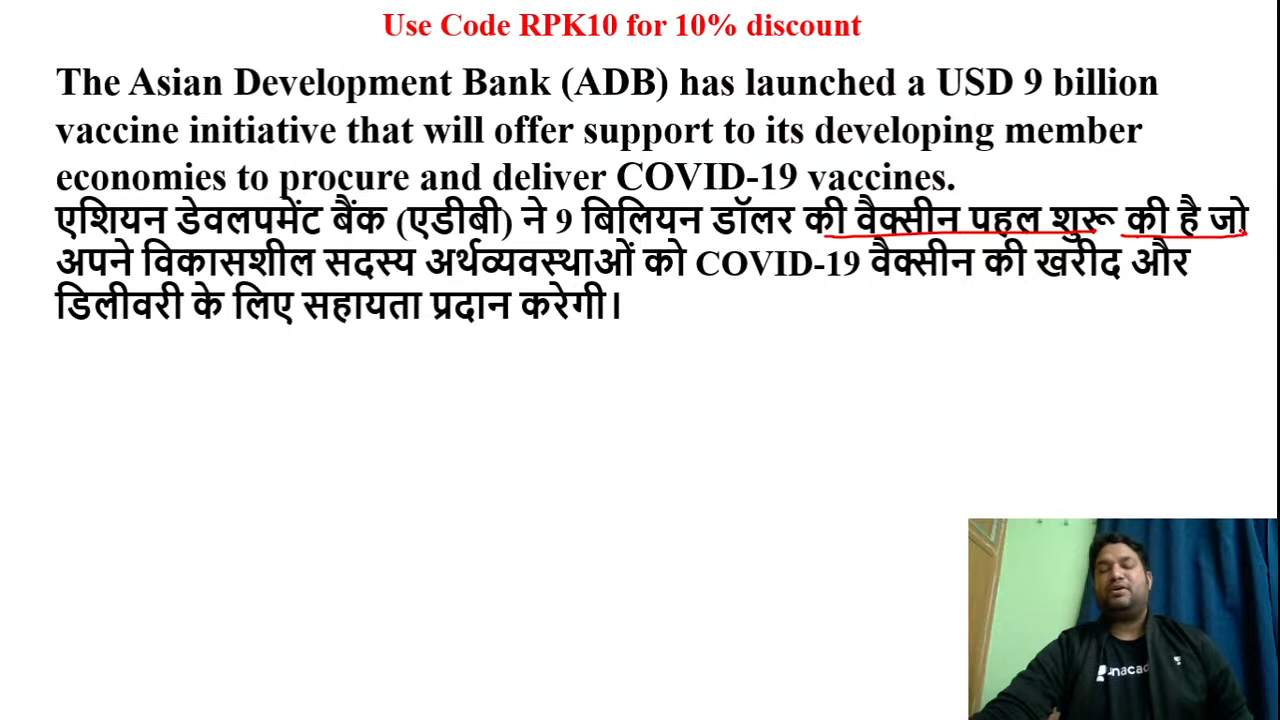 Use Code RPK10 for 10% discount
The Asian Development Bank (ADB) has launched a USD 9 billion
vaccine initiative that will offer support to its developing member
economies to procure and deliver COVID-19 vaccines.
एशियन डेवलपमेंट बैंक (एडीबी) ने 9 बिलियन डॉलर की वैक्सीन पहल शुरू की है जो
अपने विकासशील सदस्य अर्थव्यवस्थाओं को COVID-19 वैक्सीन की खरीद और
डिलीवरी के लिए सहायता प्रदान करेगी।